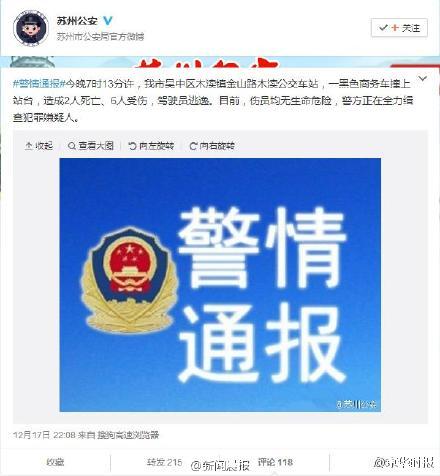 苏州公安
苏州市公安局官方微博
关注
#警情通报#今晚7时13分许，我市吴中区木渎镇金山路木渎公交车站，一黑色商务车撞上
站台，造成2人死亡、6人受伤，驾驶员逃逸。目前，伤员均无生命危险，警方正在全力缉
查犯罪嫌疑人。
收起 查看大图 向左旋转 向右旋转
警情
通报
@苏州公安
12月17日 22:08 来自 搜狗高速浏览器
收藏 转发 215 评论 118
@新闻晨报
@京华时报